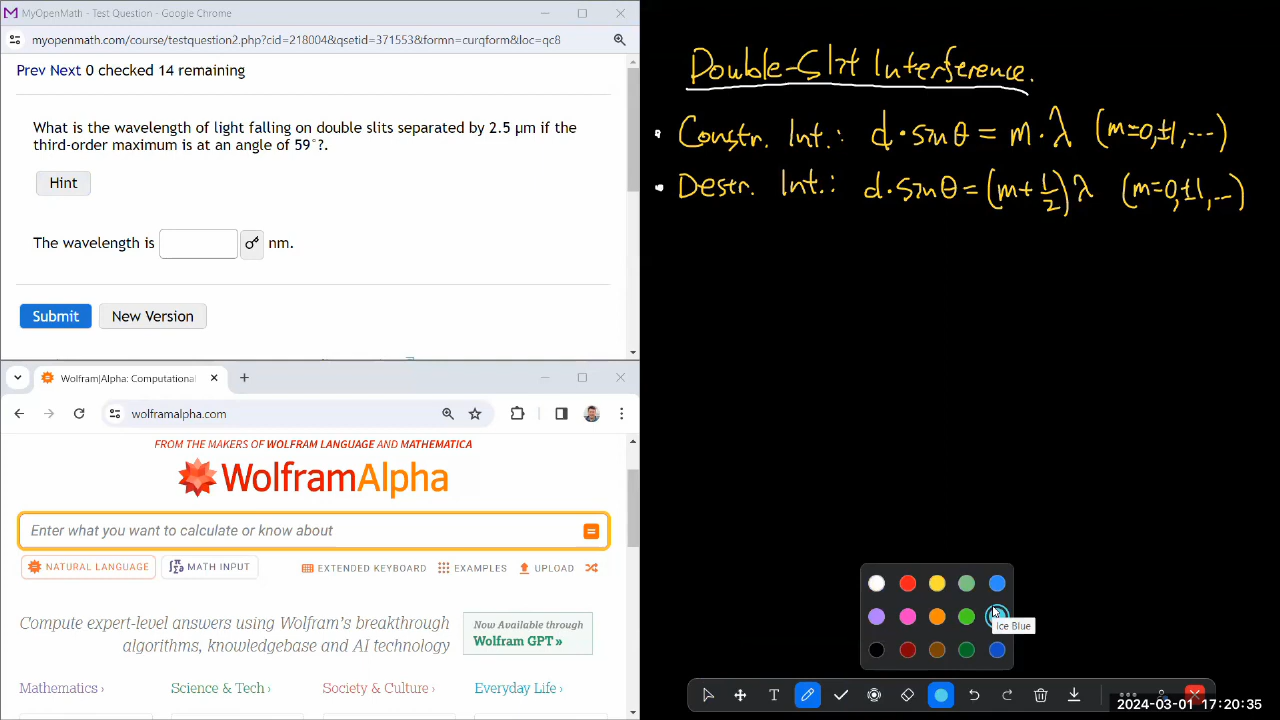 MyOpenMath - Test Question - Google Chrome
myopenmath.com/course/testquestion2.php?cid=218004&qsetid=371553&formn=curqform&loc=qc8
Prev Next 0 checked 14 remaining
What is the wavelength of light falling on double slits separated by 2.5 μm if the
third-order maximum is at an angle of 59°?.
Hint
The wavelength is nm.
Submit New Version
Wolfram|Alpha: Computational
wolframalpha.com
FROM THE MAKERS OF WOLFRAM LANGUAGE AND MATHEMATICA
WolframAlpha
Enter what you want to calculate or know about
NATURAL LANGUAGE MATH INPUT EXTENDED KEYBOARD EXAMPLES UPLOAD
Compute expert-level answers using Wolfram's breakthrough
algorithms, knowledgebase and AI technology
Now Available through
Wolfram GPT »
Mathematics › Science & Tech › Society & Culture › Everyday Life ›
Double-Slit Interference.
• Constr. Int.: d·sinθ = m·λ (m=0,±1,...)
• Destr. Int.: d·sinθ = (m+1/2)λ (m=0,±1,...)
Ice Blue
2024-03-01 17:20:35